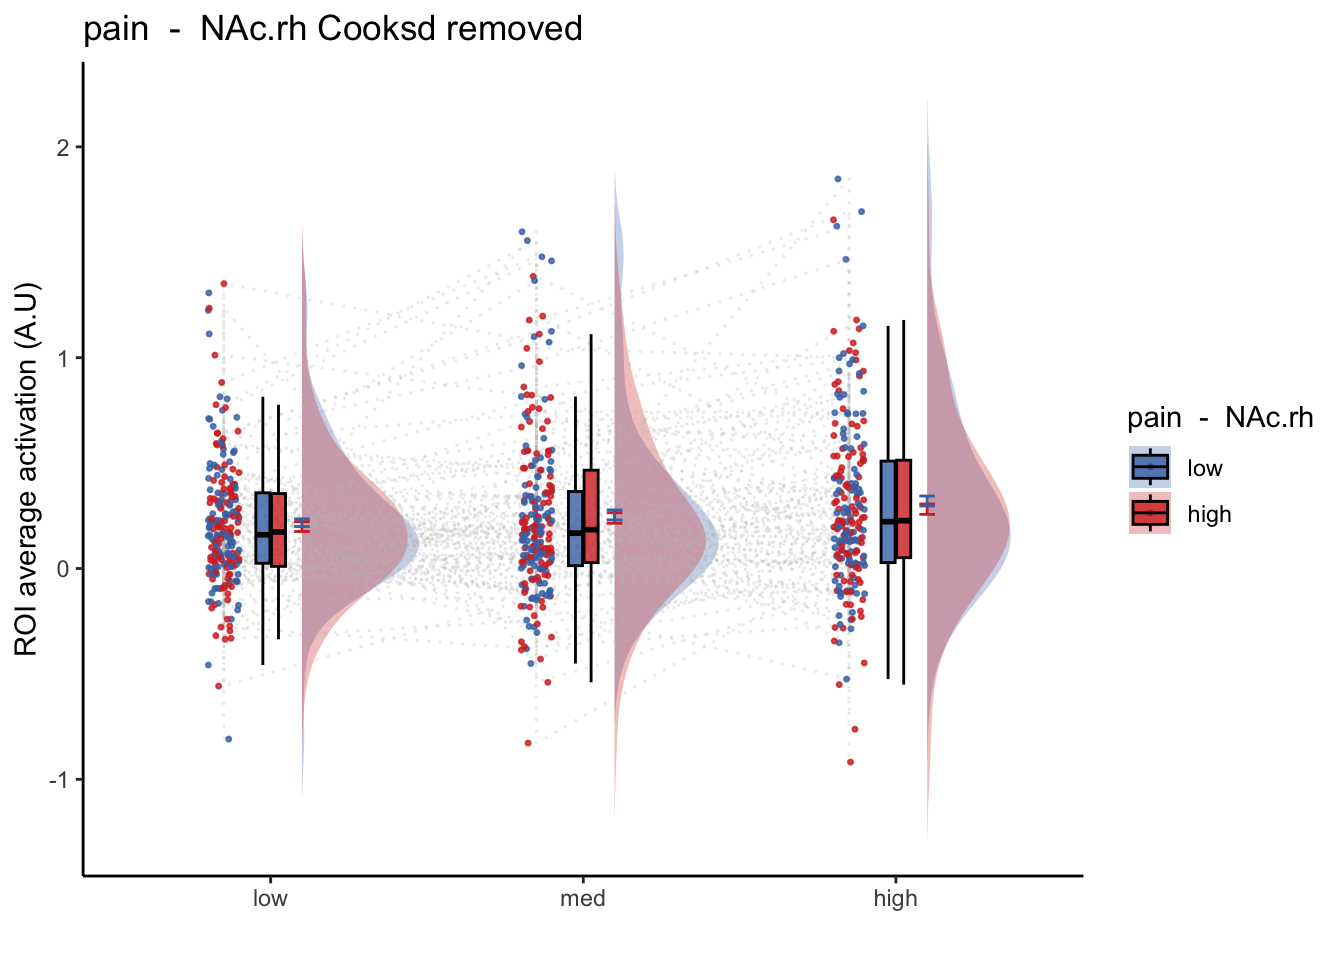 pain  -  NAc.rh Cooksd removed
ROI average activation (A.U)
2
1
0
-1
low
med
high
pain  -  NAc.rh
low
high